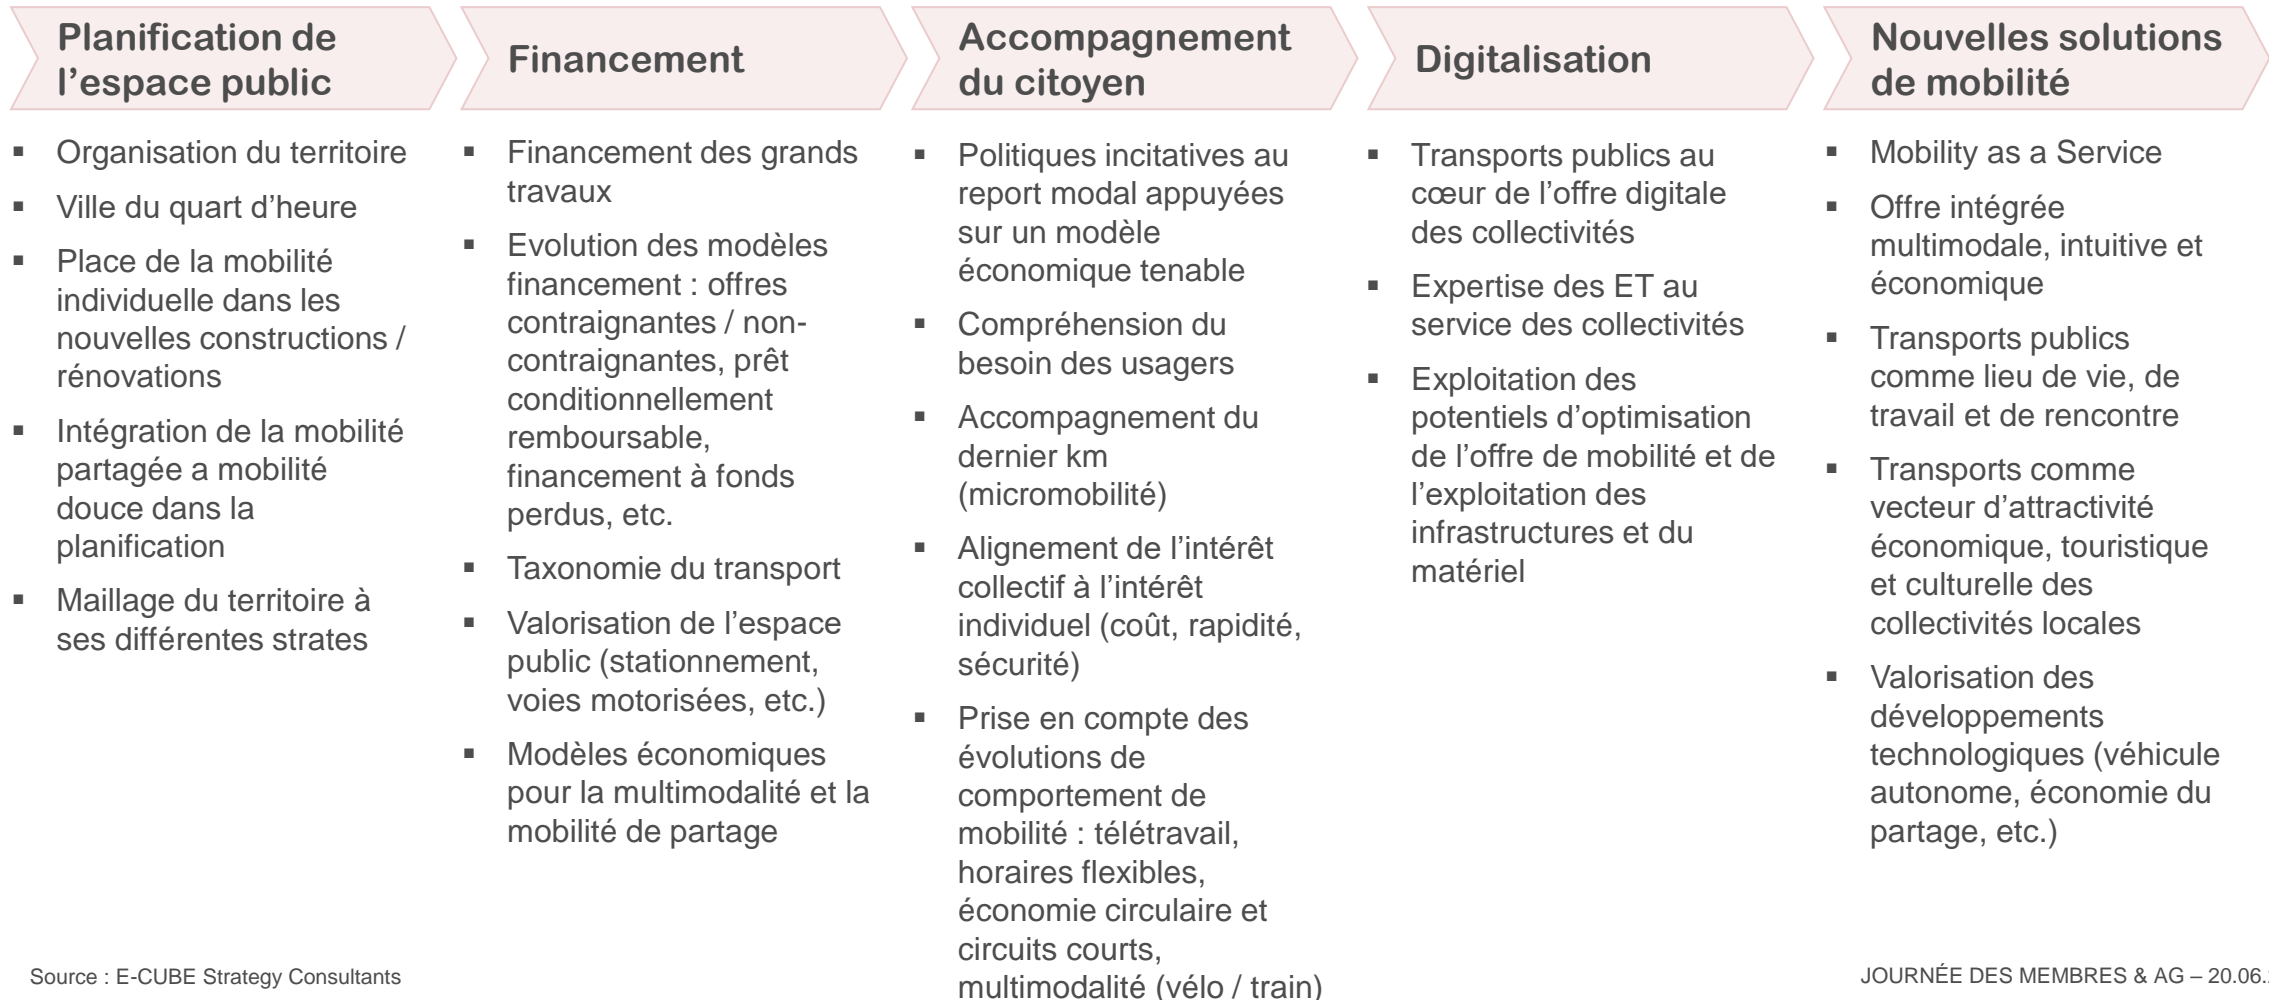 Planification de
l’espace public
Organisation du territoire
Ville du quart d’heure
Place de la mobilité
individuelle dans les
nouvelles constructions /
rénovations
Intégration de la mobilité
partagée a mobilité
douce dans la
planification
Maillage du territoire à
ses différentes strates
Financement
Financement des grands
travaux
Evolution des modèles
financement : offres
contraignantes / non-
contraignantes, prêt
conditionnellement
remboursable,
financement à fonds
perdus, etc.
Taxonomie du transport
Valorisation de l’espace
public (stationnement,
voies motorisées, etc.)
Modèles économiques
pour la multimodalité et la
mobilité de partage
Accompagnement
du citoyen
Politiques incitatives au
report modal appuyées
sur un modèle
économique tenable
Compréhension du
besoin des usagers
Accompagnement du
dernier km
(micromobilité)
Alignement de l’intérêt
collectif à l’intérêt
individuel (coût, rapidité,
sécurité)
Prise en compte des
évolutions de
comportement de
mobilité : télétravail,
horaires flexibles,
économie circulaire et
circuits courts,
multimodalité (vélo / train)
Digitalisation
Transports publics au
cœur de l’offre digitale
des collectivités
Expertise des ET au
service des collectivités
Exploitation des
potentiels d’optimisation
de l’offre de mobilité et de
l’exploitation des
infrastructures et du
matériel
Nouvelles solutions
de mobilité
Mobility as a Service
Offre intégrée
multimodale, intuitive et
économique
Transports publics
comme lieu de vie, de
travail et de rencontre
Transports comme
vecteur d’attractivité
économique, touristique
et culturelle des
collectivités locales
Valorisation des
développements
technologiques (véhicule
autonome, économie du
partage, etc.)
Source : E-CUBE Strategy Consultants
JOURNÉE DES MEMBRES & AG – 20.06.